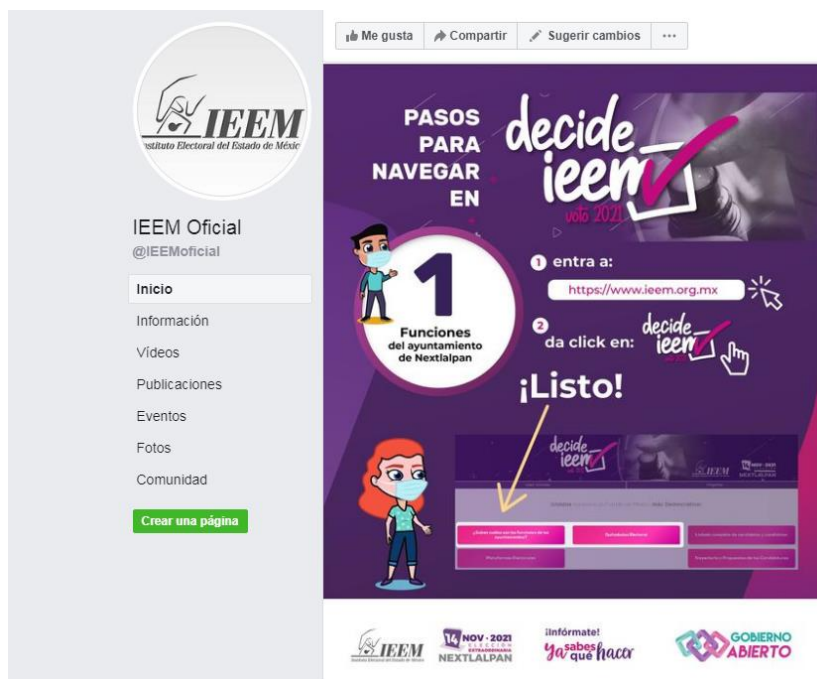 Me gusta
Compartir
Sugerir cambios
IEEM
Instituto Electoral del Estado de México
IEEM Oficial
@IEEMoficial
Inicio
Información
Vídeos
Publicaciones
Eventos
Fotos
Comunidad
Crear una página
PASOS
PARA
NAVEGAR
EN
decide
ieem
voto 2021
1
Funciones
del ayuntamiento
de Nextlalpan
1 entra a:
https://www.ieem.org.mx
2 da click en:
decide
ieem
¡Listo!
decide
ieem
IEEM
14 NOV · 2021
NEXTLALPAN
IEEM
Instituto Electoral del Estado de México
14 NOV · 2021
ELECCIÓN
EXTRAORDINARIA
NEXTLALPAN
¡Infórmate!
Ya sabes
qué hacer
GOBIERNO
ABIERTO